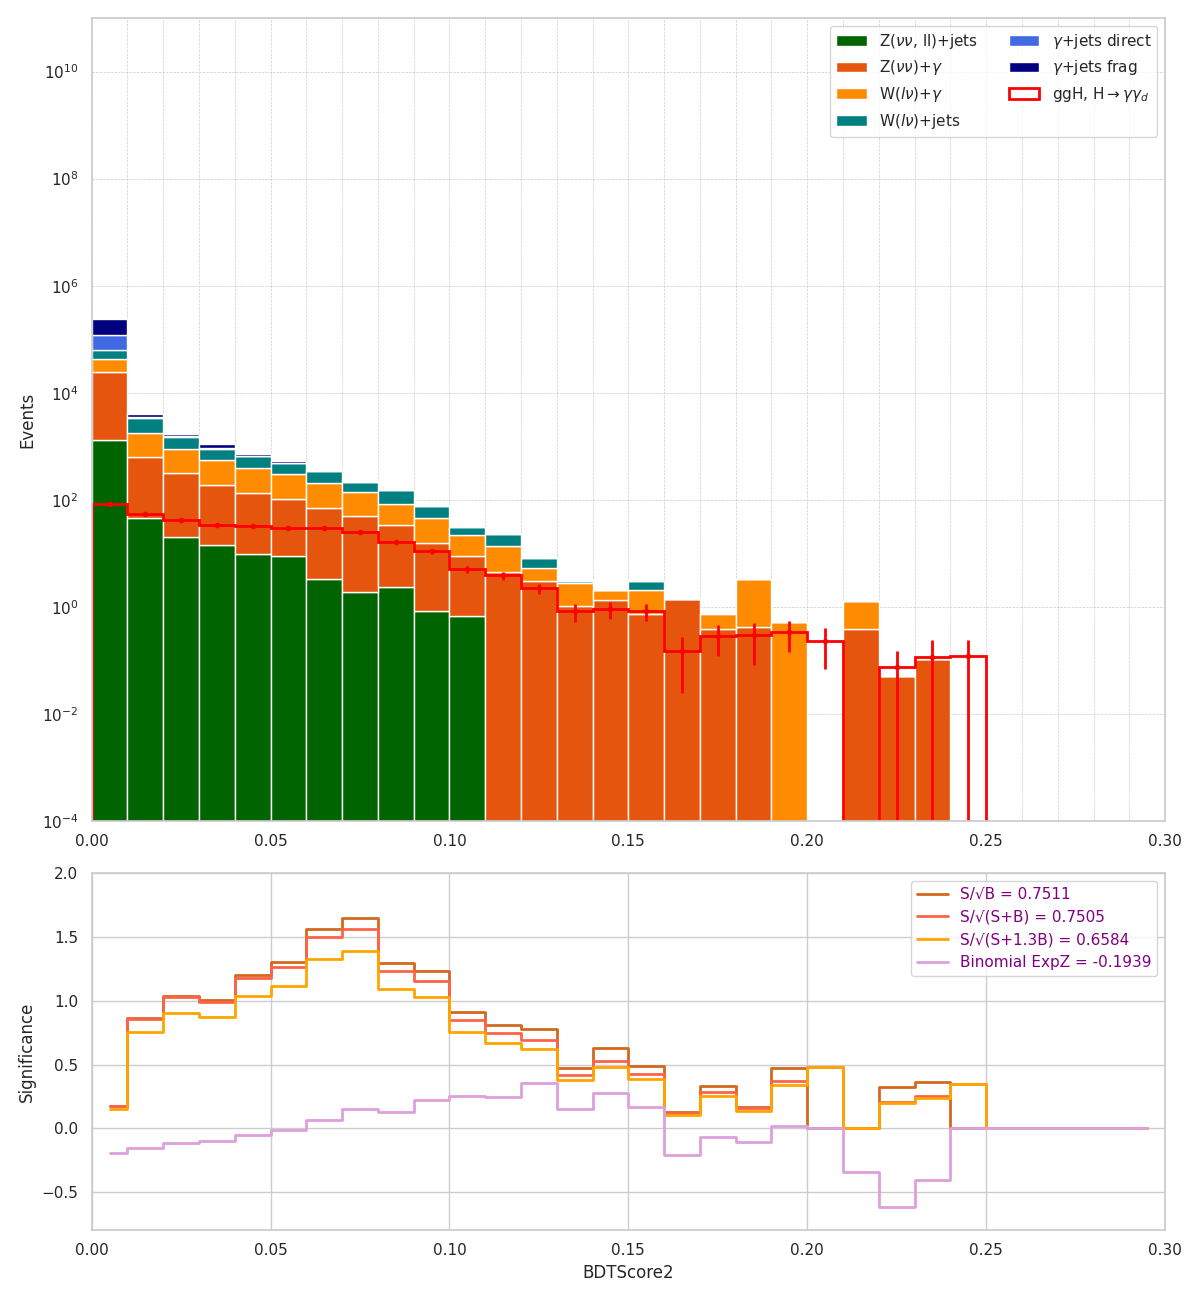 Z(νν, ll)+jets
Z(νν)+γ
W(lν)+γ
W(lν)+jets
γ+jets direct
γ+jets frag
ggH, H→γγ_d
Events
10^10
10^8
10^6
10^4
10^2
10^0
10^−2
10^−4
0.00 0.05 0.10 0.15 0.20 0.25 0.30
S/√B = 0.7511
S/√(S+B) = 0.7505
S/√(S+1.3B) = 0.6584
Binomial ExpZ = -0.1939
Significance
2.0
1.5
1.0
0.5
0.0
−0.5
0.00 0.05 0.10 0.15 0.20 0.25 0.30
BDTScore2